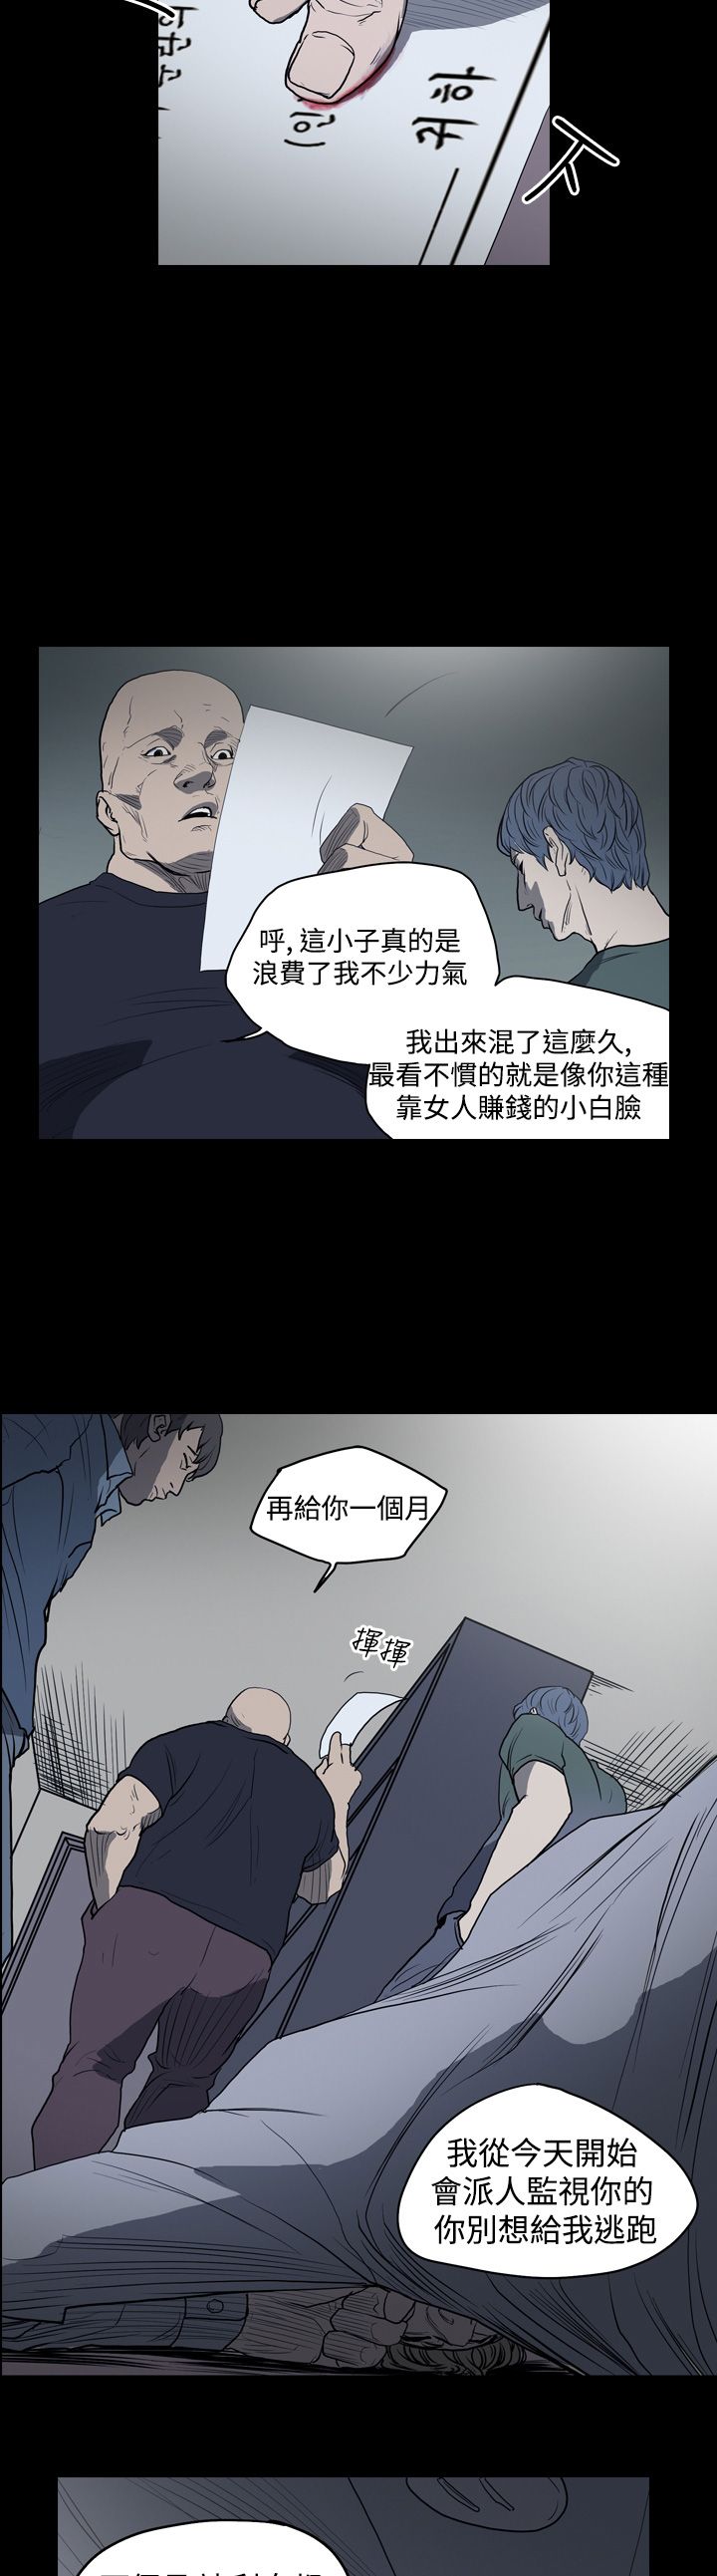 (인)
귀하
呼, 這小子真的是
浪費了我不少力氣
我出來混了這麼久,
最看不慣的就是像你這種
靠女人賺錢的小白臉
再給你一個月
揮揮
我從今天開始
會派人監視你的
你別想給我逃跑